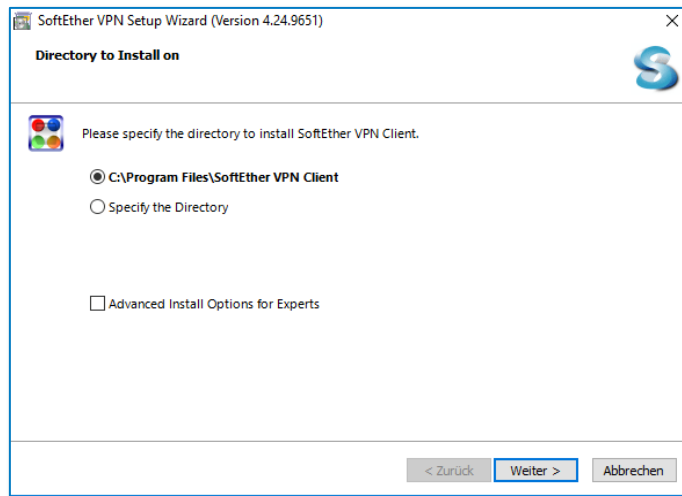 SoftEther VPN Setup Wizard (Version 4.24.9651)
Directory to Install on
Please specify the directory to install SoftEther VPN Client.
C:\Program Files\SoftEther VPN Client
Specify the Directory
Advanced Install Options for Experts
< Zurück Weiter > Abbrechen